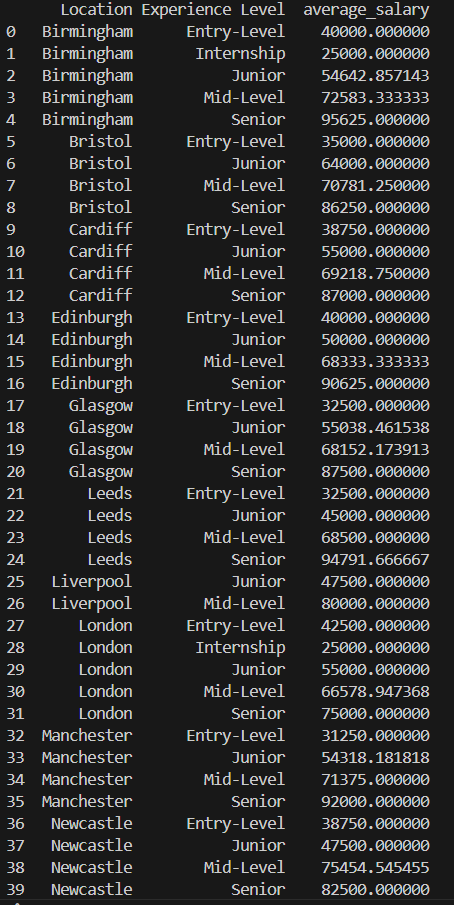 Location Experience Level average_salary
0 Birmingham Entry-Level 40000.000000
1 Birmingham Internship 25000.000000
2 Birmingham Junior 54642.857143
3 Birmingham Mid-Level 72583.333333
4 Birmingham Senior 95625.000000
5 Bristol Entry-Level 35000.000000
6 Bristol Junior 64000.000000
7 Bristol Mid-Level 70781.250000
8 Bristol Senior 86250.000000
9 Cardiff Entry-Level 38750.000000
10 Cardiff Junior 55000.000000
11 Cardiff Mid-Level 69218.750000
12 Cardiff Senior 87000.000000
13 Edinburgh Entry-Level 40000.000000
14 Edinburgh Junior 50000.000000
15 Edinburgh Mid-Level 68333.333333
16 Edinburgh Senior 90625.000000
17 Glasgow Entry-Level 32500.000000
18 Glasgow Junior 55038.461538
19 Glasgow Mid-Level 68152.173913
20 Glasgow Senior 87500.000000
21 Leeds Entry-Level 32500.000000
22 Leeds Junior 45000.000000
23 Leeds Mid-Level 68500.000000
24 Leeds Senior 94791.666667
25 Liverpool Junior 47500.000000
26 Liverpool Mid-Level 80000.000000
27 London Entry-Level 42500.000000
28 London Internship 25000.000000
29 London Junior 55000.000000
30 London Mid-Level 66578.947368
31 London Senior 75000.000000
32 Manchester Entry-Level 31250.000000
33 Manchester Junior 54318.181818
34 Manchester Mid-Level 71375.000000
35 Manchester Senior 92000.000000
36 Newcastle Entry-Level 38750.000000
37 Newcastle Junior 47500.000000
38 Newcastle Mid-Level 75454.545455
39 Newcastle Senior 82500.000000